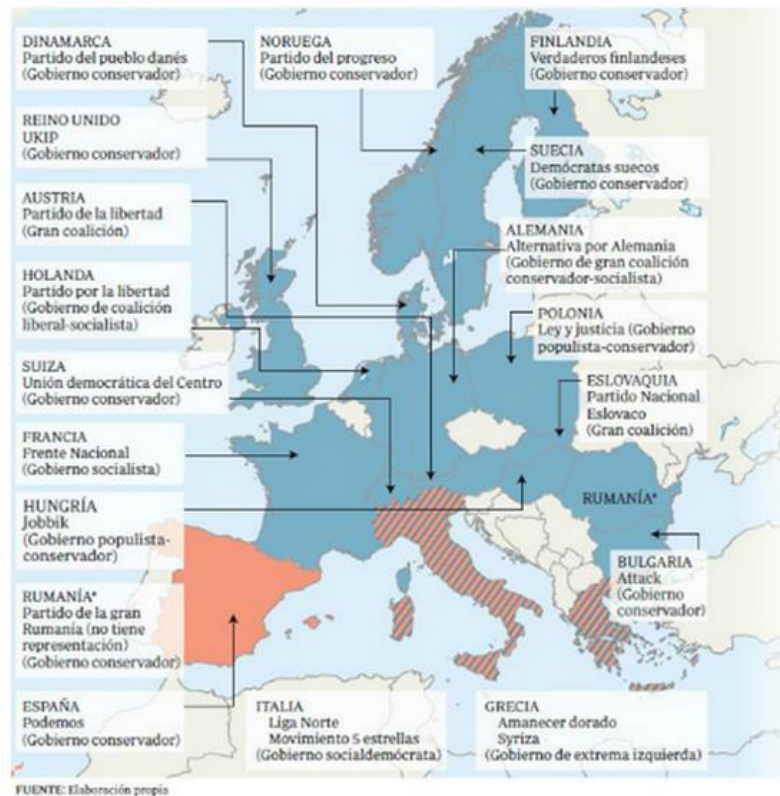 DINAMARCA
Partido del pueblo danés
(Gobierno conservador)
NORUEGA
Partido del progreso
(Gobierno conservador)
FINLANDIA
Verdaderos finlandeses
(Gobierno conservador)
REINO UNIDO
UKIP
(Gobierno conservador)
SUECIA
Demócratas suecos
(Gobierno conservador)
AUSTRIA
Partido de la libertad
(Gran coalición)
ALEMANIA
Alternativa por Alemania
(Gobierno de gran coalición
conservador-socialista)
HOLANDA
Partido por la libertad
(Gobierno de coalición
liberal-socialista)
POLONIA
Ley y justicia (Gobierno
populista-conservador)
SUIZA
Unión democrática del Centro
(Gobierno conservador)
ESLOVAQUIA
Partido Nacional
Eslovaco
(Gran coalición)
FRANCIA
Frente Nacional
(Gobierno socialista)
RUMANÍA*
HUNGRÍA
Jobbik
(Gobierno populista-
conservador)
BULGARIA
Attack
(Gobierno
conservador)
RUMANÍA*
Partido de la gran
Rumania (no tiene
representación)
(Gobierno conservador)
ESPAÑA
Podemos
(Gobierno conservador)
ITALIA
Liga Norte
Movimiento 5 estrellas
(Gobierno socialdemócrata)
GRECIA
Amanecer dorado
Syriza
(Gobierno de extrema izquierda)
FUENTE: Elaboración propia